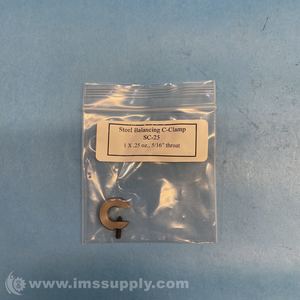 Steel Balancing C-Clamp
SC-25
1 X .25 oz., 5/16" throat
© www.imssupply.com